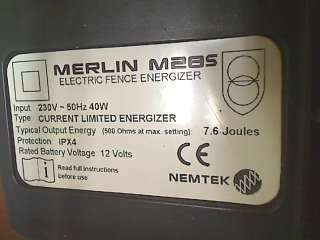 MERLIN M28S
ELECTRIC FENCE ENERGIZER
Input 230V ~ 50Hz 40W
Type CURRENT LIMITED ENERGIZER
Typical Output Energy (500 Ohms at max. setting): 7.6 Joules
Protection IPX4
Rated Battery Voltage 12 Volts
CE
Read full instructions
before use
NEMTEK